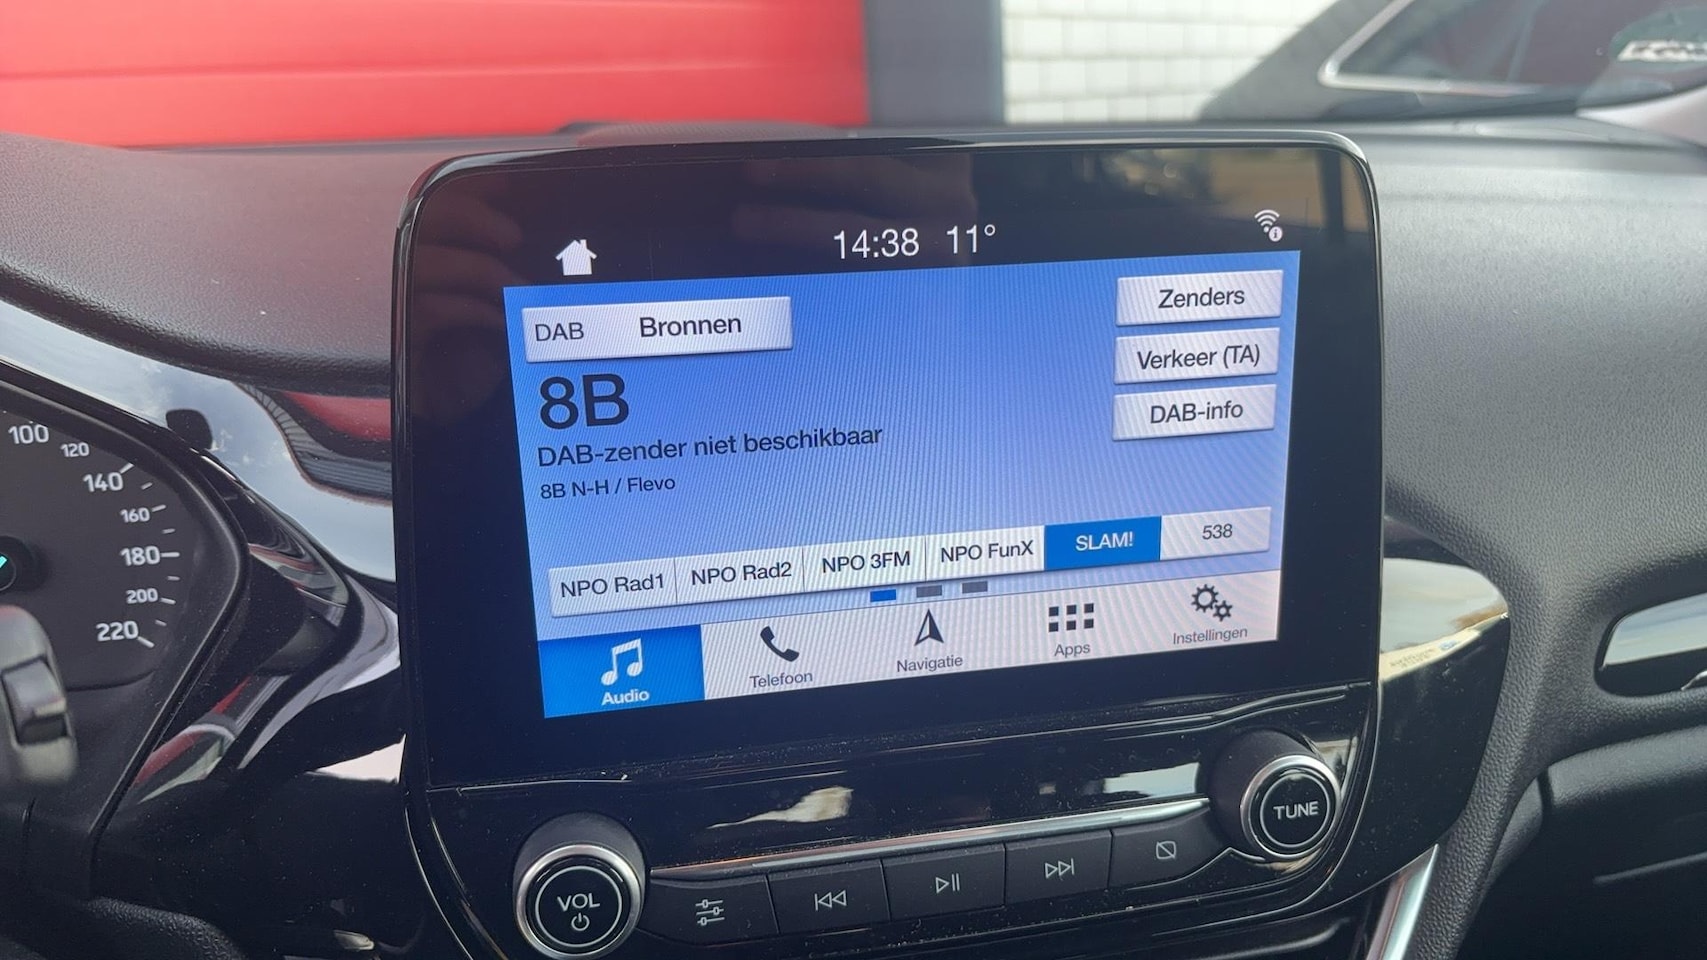 14:38 11°
DAB Bronnen
Zenders
8B
Verkeer (TA)
DAB-zender niet beschikbaar
DAB-info
8B N-H / Flevo
NPO Rad1 NPO Rad2 NPO 3FM NPO FunX SLAM! 538
Audio Telefoon Navigatie Apps Instellingen
VOL
TUNE
100
120
140
160
180
200
220